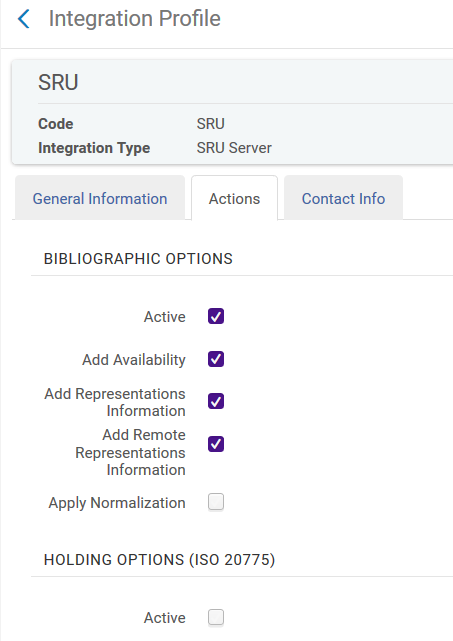 Integration Profile
SRU
Code SRU
Integration Type SRU Server
General Information Actions Contact Info
BIBLIOGRAPHIC OPTIONS
Active
Add Availability
Add Representations
Information
Add Remote
Representations
Information
Apply Normalization
HOLDING OPTIONS (ISO 20775)
Active